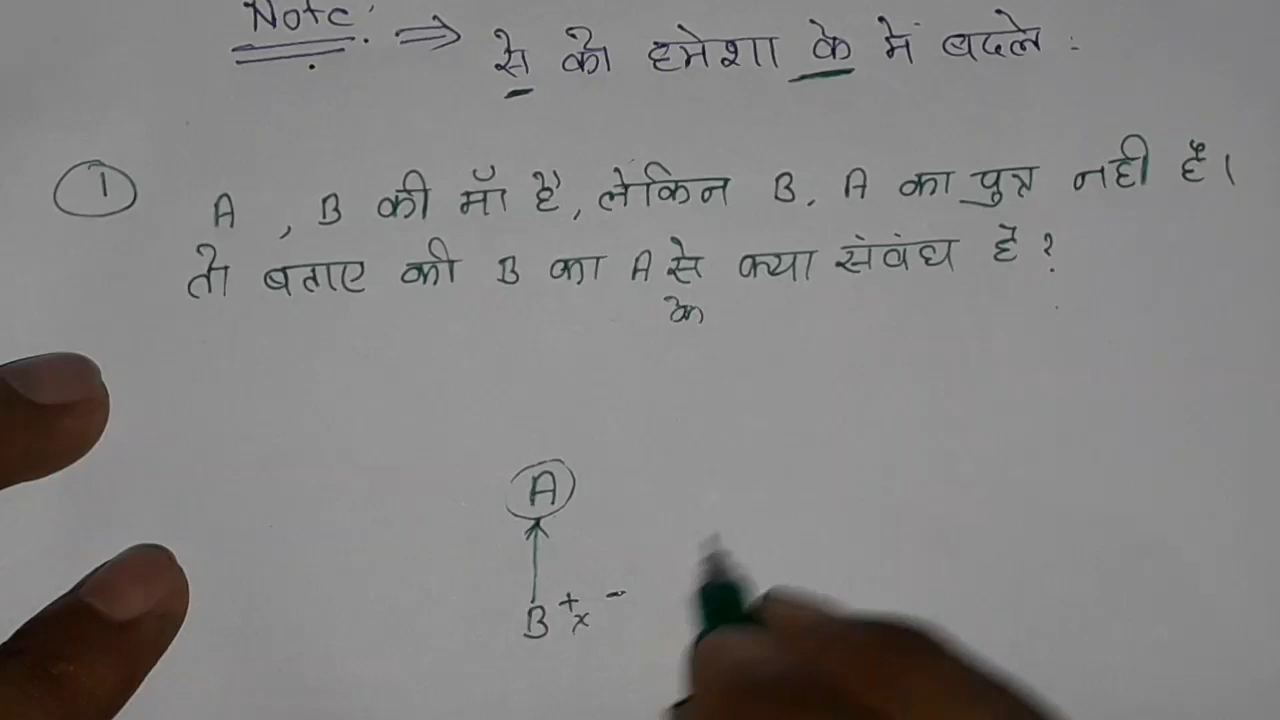 Note: ⇒ से को हमेशा के में बदले :
① A , B की माँ है, लेकिन B, A का पुत्र नही है।
तो बताए की B का A से क्या संबंध है ?
के
A
B + -
x